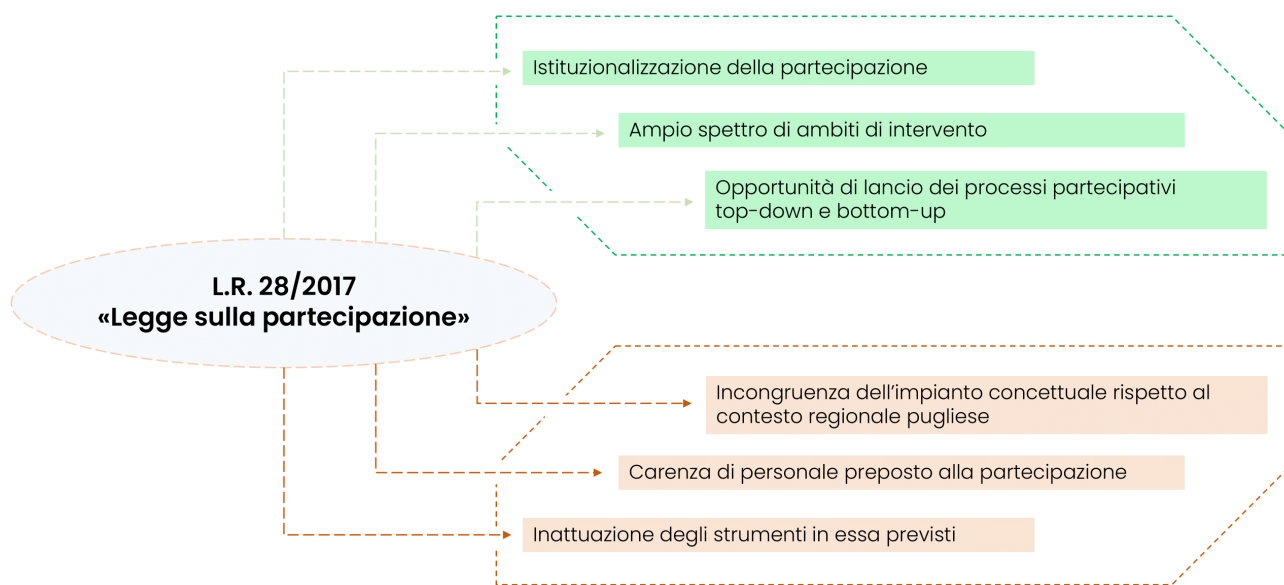 Istituzionalizzazione della partecipazione
Ampio spettro di ambiti di intervento
Opportunità di lancio dei processi partecipativi
top-down e bottom-up
L.R. 28/2017
«Legge sulla partecipazione»
Incongruenza dell'impianto concettuale rispetto al
contesto regionale pugliese
Carenza di personale preposto alla partecipazione
Inattuazione degli strumenti in essa previsti